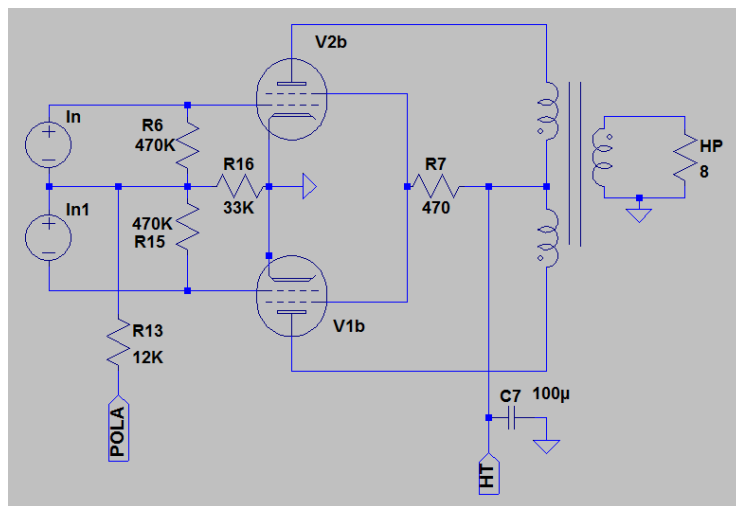 V2b
In
R6
470K
R16
33K
R7
470
HP
8
In1
470K
R15
V1b
R13
12K
C7 100µ
POLA
HT